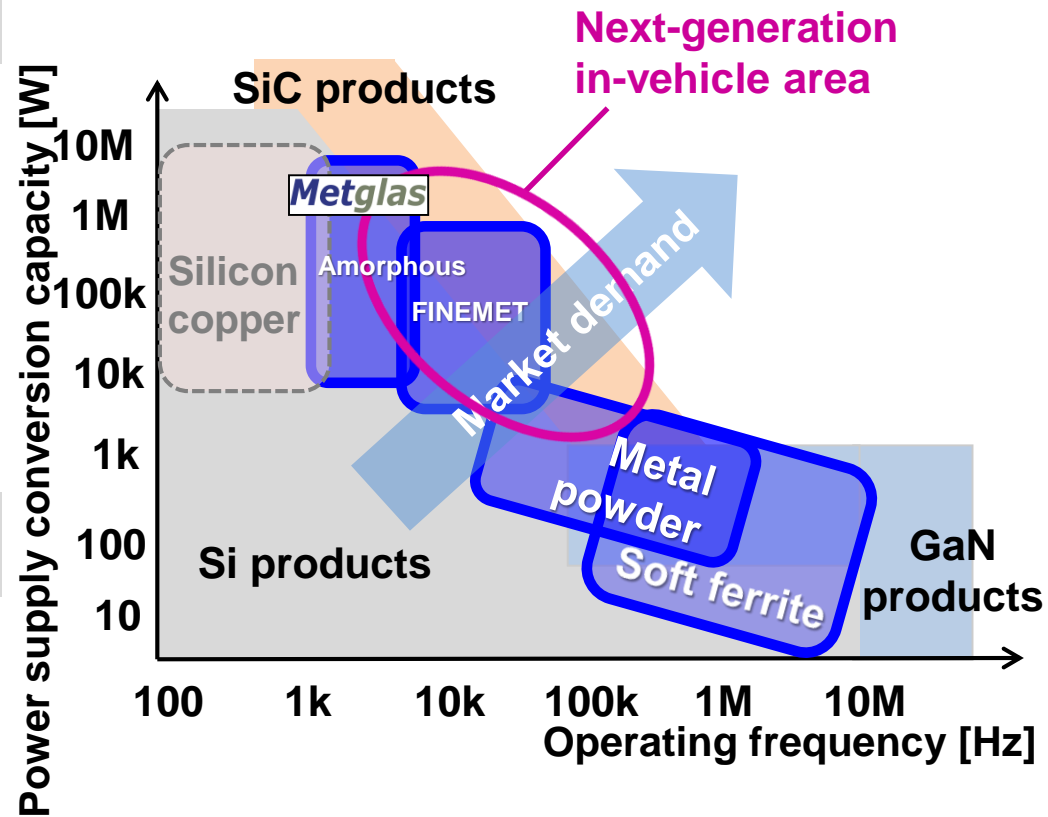 Next-generation
in-vehicle area
SiC products
Power supply conversion capacity [W]
10M
1M
100k
10k
1k
100
10
Metglas
Silicon
copper
Amorphous
FINEMET
Market demand
Metal
powder
Soft ferrite
Si products
GaN
products
100
1k
10k
100k
1M
10M
Operating frequency [Hz]